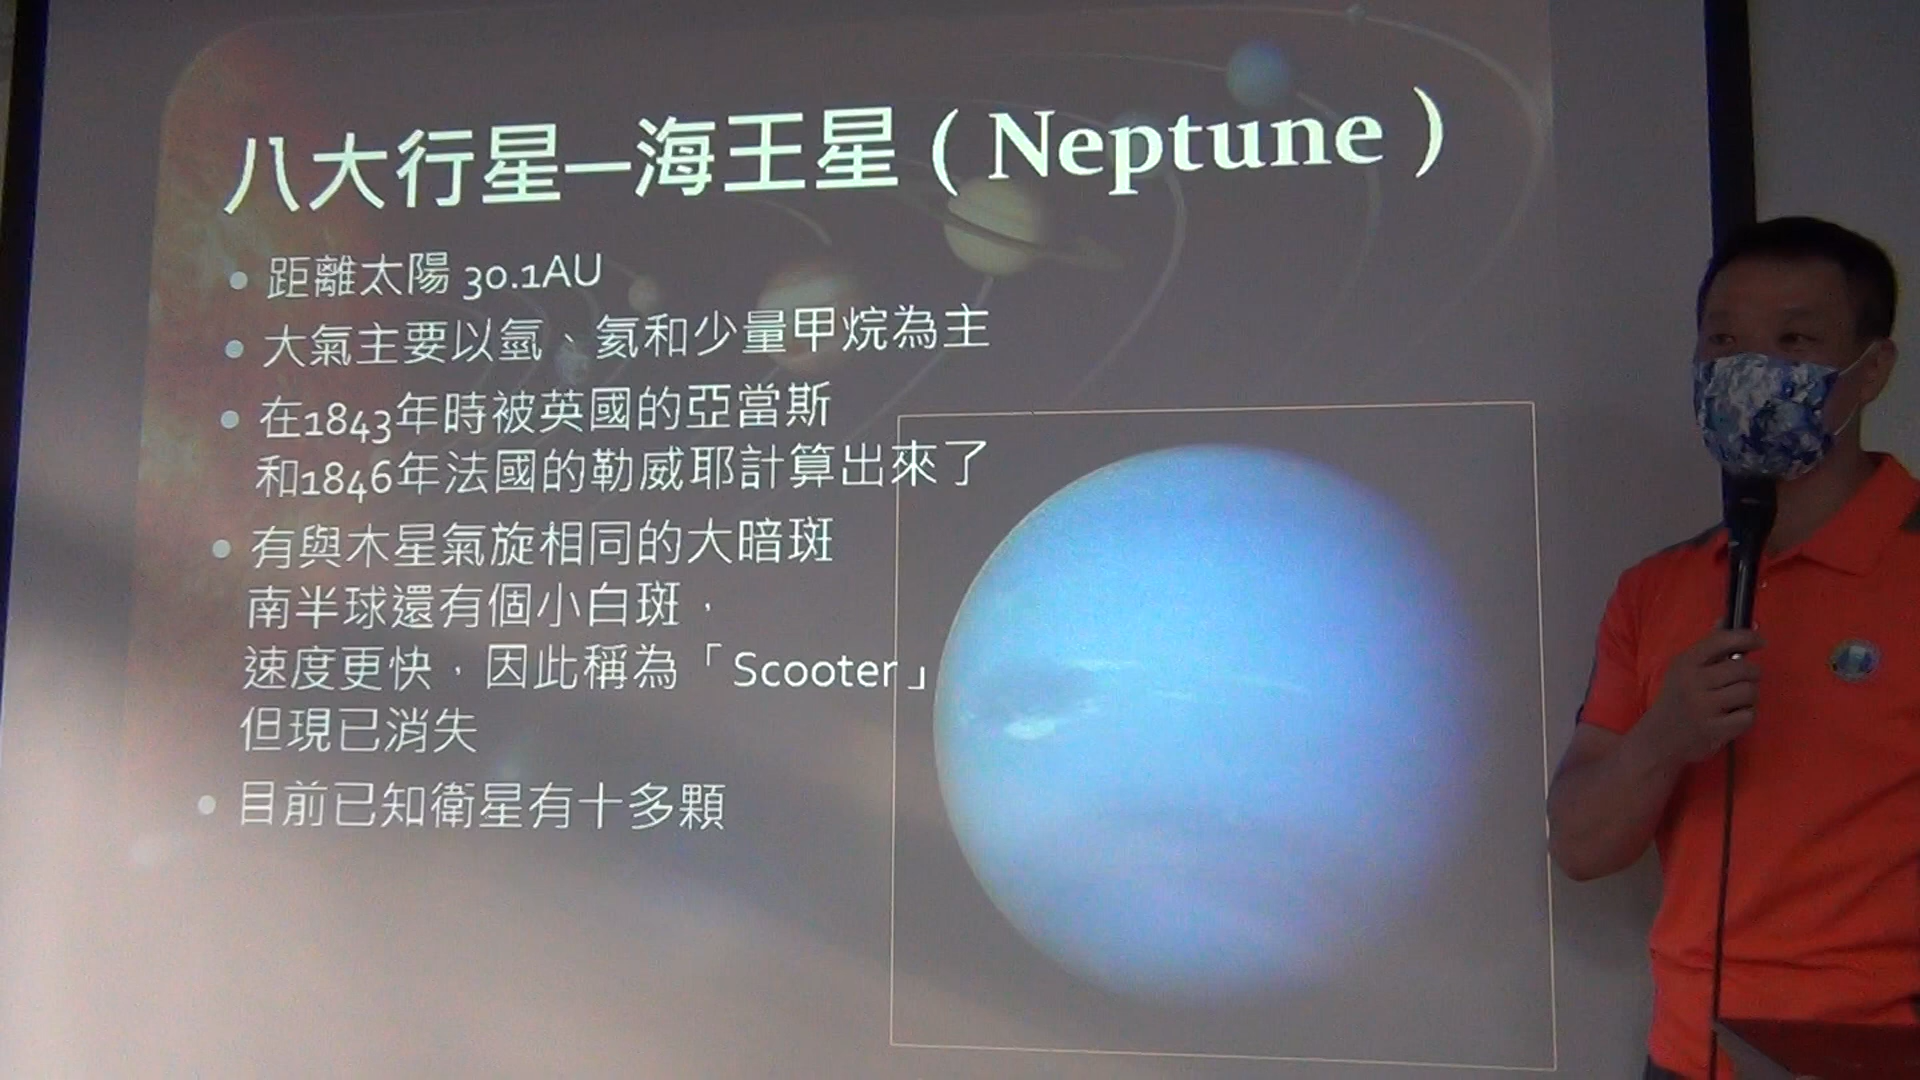 八大行星—海王星（Neptune）
• 距離太陽 30.1AU
• 大氣主要以氫、氦和少量甲烷為主
• 在1843年時被英國的亞當斯
和1846年法國的勒威耶計算出來了
• 有與木星氣旋相同的大暗斑
南半球還有個小白斑，
速度更快，因此稱為「Scooter」
但現已消失
• 目前已知衛星有十多顆